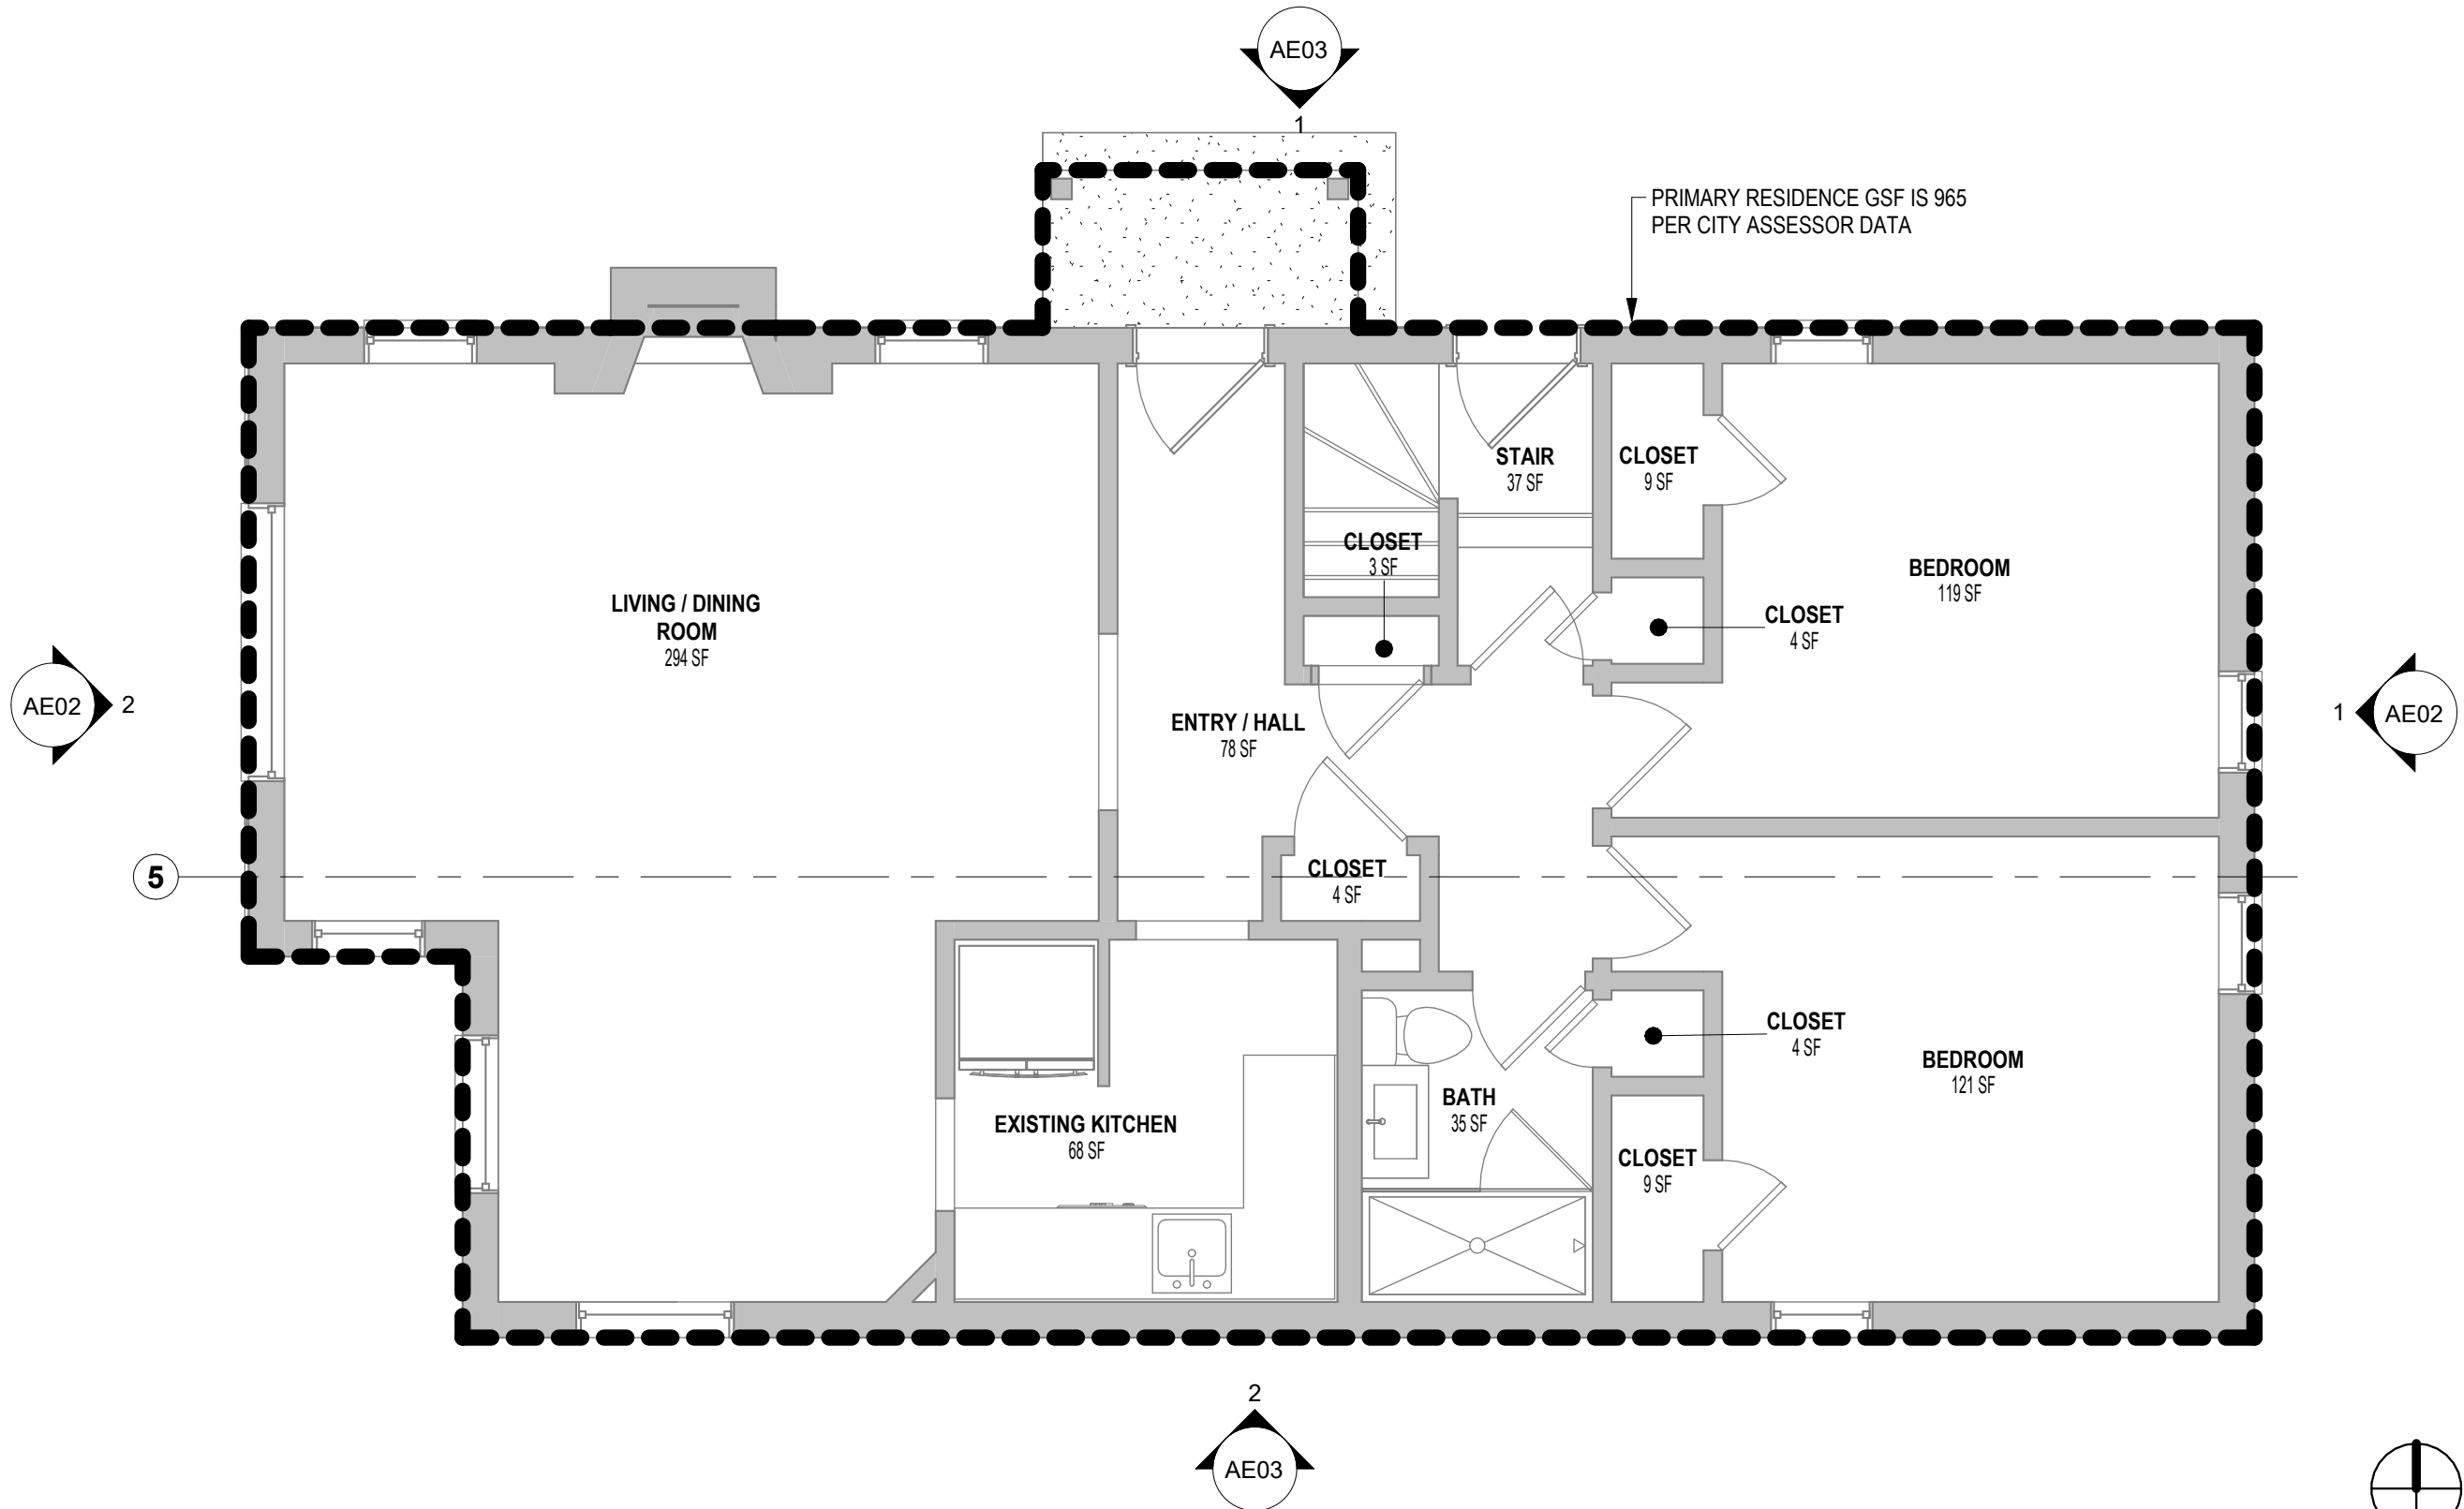 AE03
1
PRIMARY RESIDENCE GSF IS 965
PER CITY ASSESSOR DATA
STAIR
37 SF
CLOSET
9 SF
CLOSET
3 SF
BEDROOM
119 SF
LIVING / DINING
ROOM
294 SF
CLOSET
4 SF
AE02
2
ENTRY / HALL
78 SF
1
AE02
5
CLOSET
4 SF
CLOSET
4 SF
BEDROOM
121 SF
EXISTING KITCHEN
68 SF
BATH
35 SF
CLOSET
9 SF
2
AE03